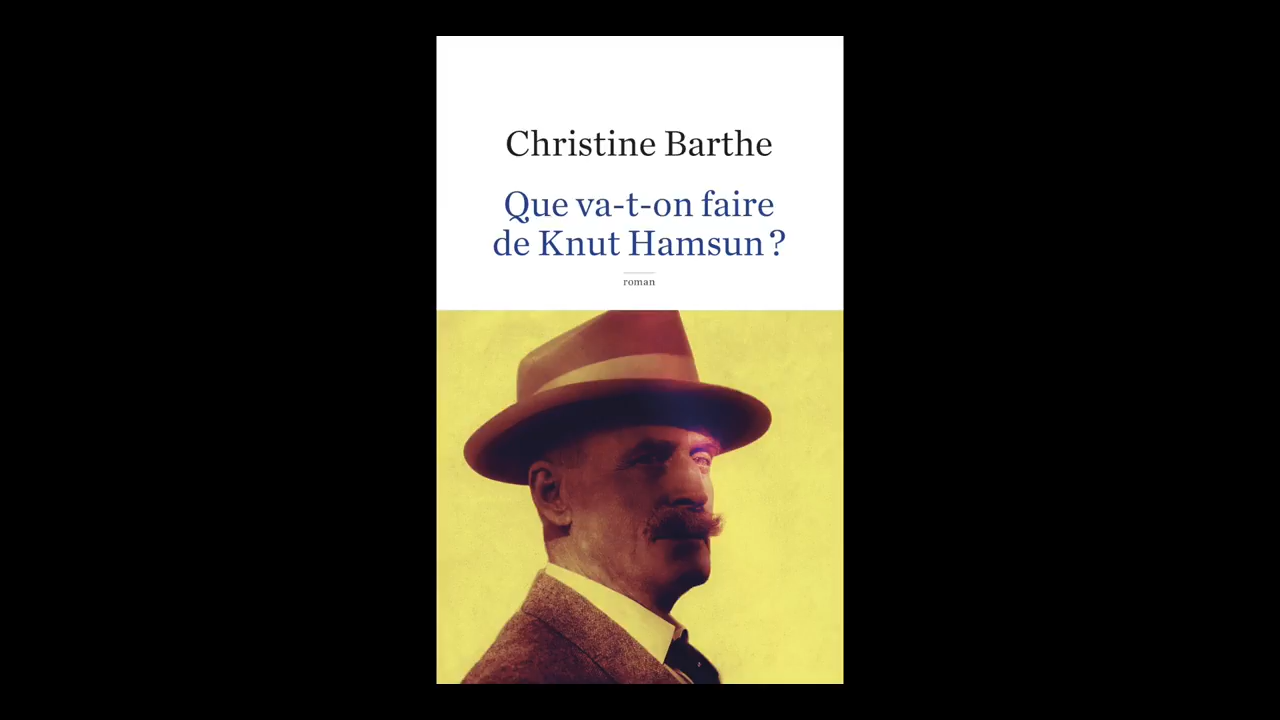 Christine Barthe
Que va-t-on faire
de Knut Hamsun ?
roman